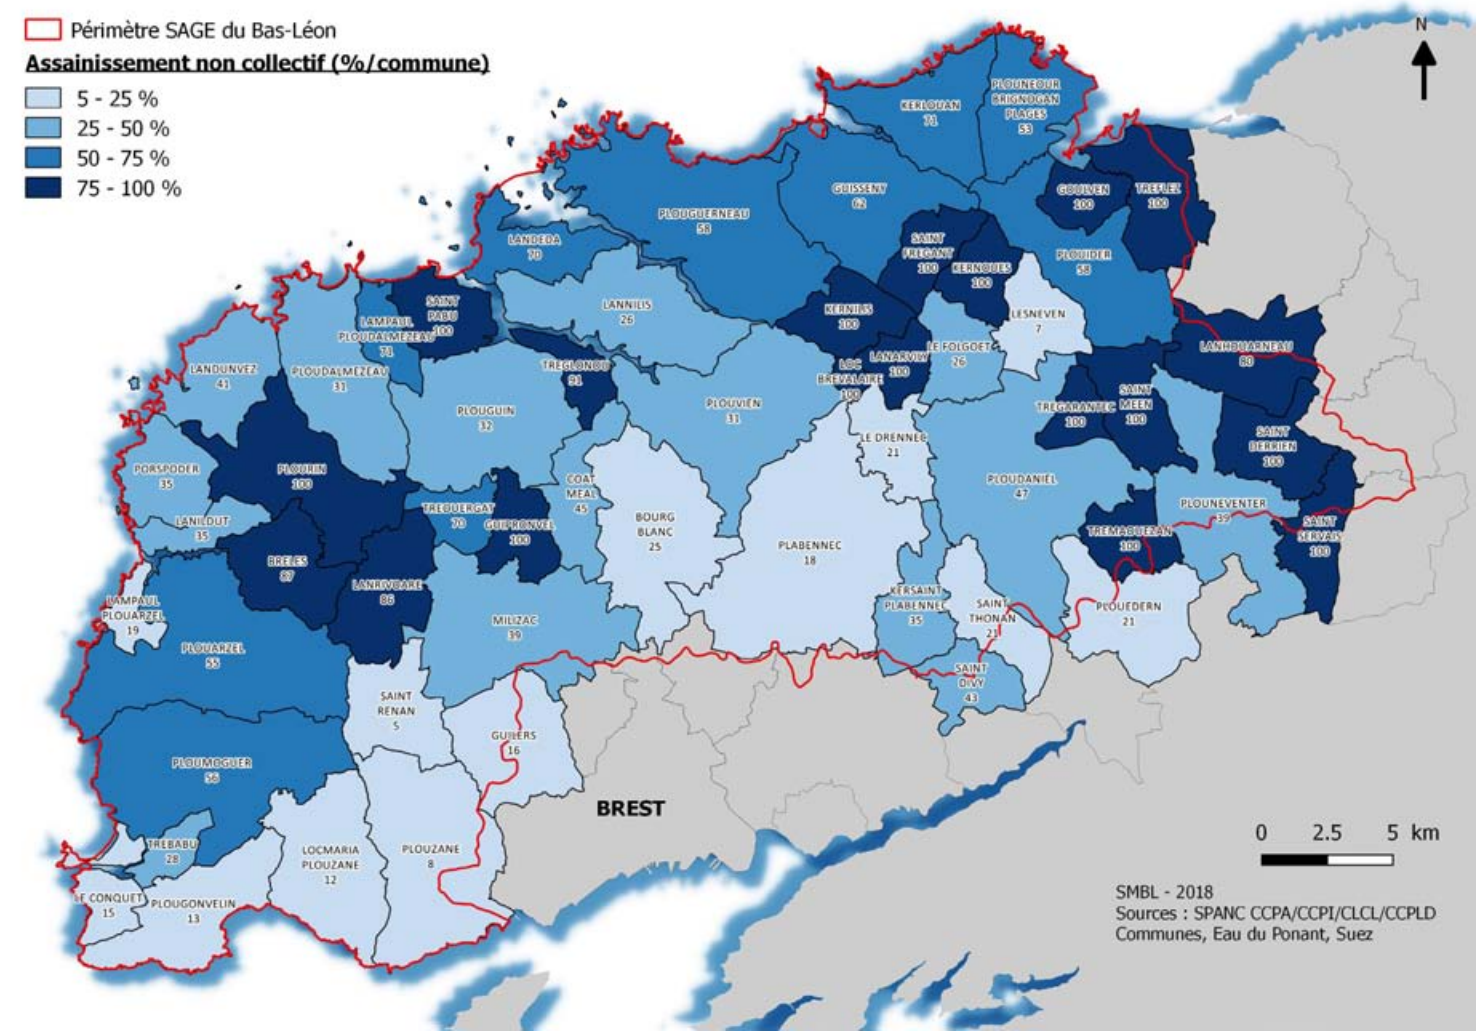 Périmètre SAGE du Bas-Léon
Assainissement non collectif (%/commune)
5 - 25 %
25 - 50 %
50 - 75 %
75 - 100 %
N
KERLOUAN
71
PLOUNEOUR
BRIGNOGAN
PLAGES
53
GUISSENY
62
GOULVEN
100
TREFLEZ
100
PLOUGUERNEAU
58
LANDEDA
70
SAINT
FREGANT
100
KERNOUES
100
PLOUIDER
58
SAINT
PABU
100
LAMPAUL
PLOUDALMEZEAU
71
LANNILIS
26
KERNILIS
100
LESNEVEN
7
LANDUNVEZ
41
PLOUDALMEZEAU
31
TREGLONOU
91
LOC
BREVALAIRE
100
LANARVILY
100
LE FOLGOET
26
LANHOUARNEAU
80
PLOUGUIN
32
PLOUVIEN
31
TREGARANTEC
100
SAINT
MEEN
100
LE DRENNEC
21
SAINT
DERRIEN
100
PORSPODER
35
PLOURIN
100
COAT
MEAL
45
PLOUDANIEL
47
LANILDUT
35
TREOUERGAT
70
GUIPRONVEL
100
BOURG
BLANC
25
PLABENNEC
18
TREMAOUEZAN
100
PLOUNEVENTER
39
SAINT
SERVAIS
100
BRELES
87
LANRIVOARE
86
LAMPAUL
PLOUARZEL
19
MILIZAC
39
KERSAINT
PLABENNEC
35
SAINT
THONAN
21
PLOUEDERN
21
PLOUARZEL
55
SAINT
RENAN
5
SAINT
DIVY
43
GUILERS
16
PLOUMOGUER
56
BREST
TREBABU
28
LOCMARIA
PLOUZANE
12
PLOUZANE
8
LE CONQUET
15
PLOUGONVELIN
13
0 2.5 5 km
SMBL - 2018
Sources : SPANC CCPA/CCPI/CLCL/CCPLD
Communes, Eau du Ponant, Suez